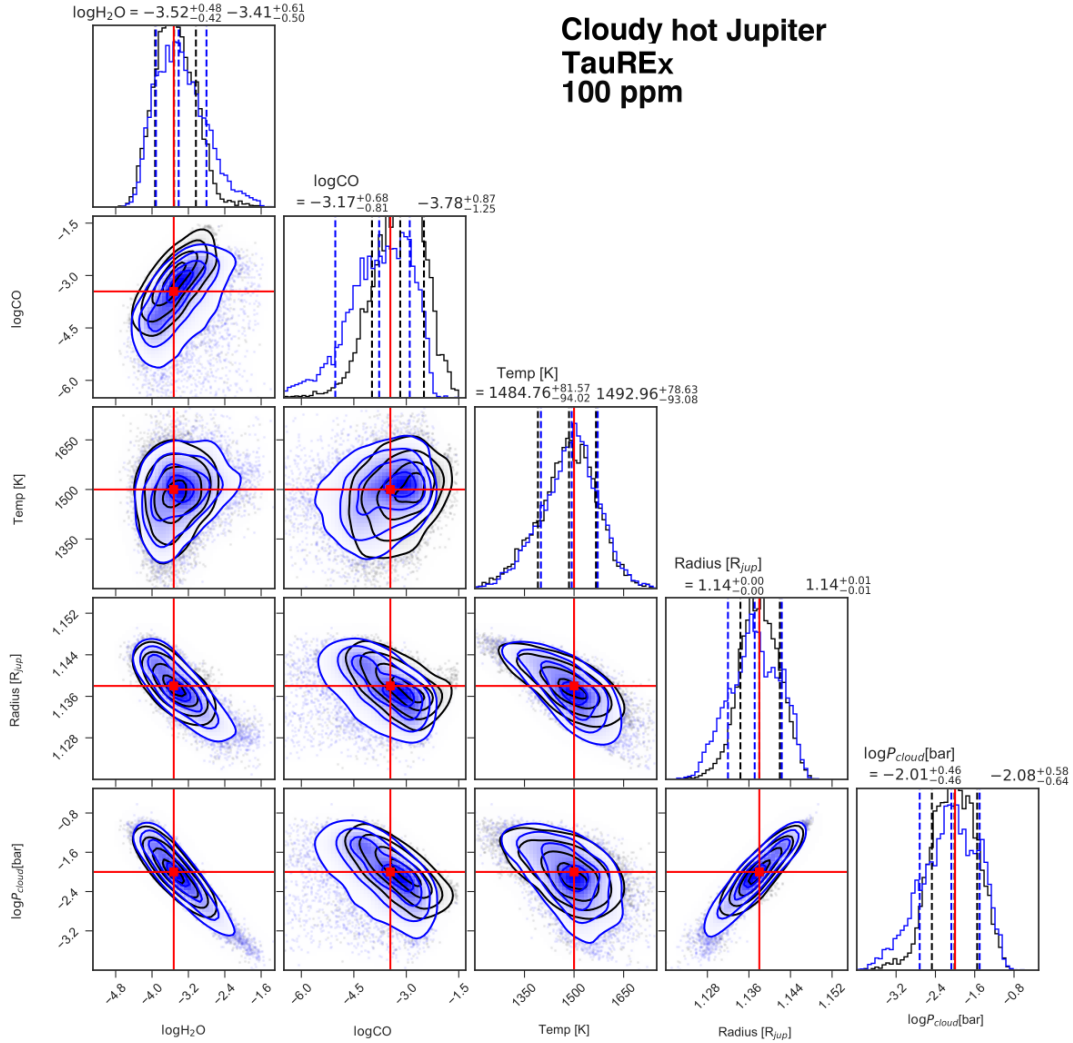 logH₂O = −3.52 +0.48 −0.42 −3.41 +0.61 −0.50
Cloudy hot Jupiter
TauREx
100 ppm
logCO
= −3.17 +0.68 −0.81 −3.78 +0.87 −1.25
−1.5
−3.0
−4.5
−6.0
logCO
Temp [K]
= 1484.76 +81.57 −94.02 1492.96 +78.63 −93.08
1650
1500
1350
Temp [K]
Radius [R_jup]
= 1.14 +0.00 −0.00 1.14 +0.01 −0.01
1.152
1.144
1.136
1.128
Radius [R_jup]
logP_cloud[bar]
= −2.01 +0.46 −0.46 −2.08 +0.58 −0.64
−0.8
−1.6
−2.4
−3.2
logP_cloud[bar]
−4.8 −4.0 −3.2 −2.4 −1.6
−6.0 −4.5 −3.0 −1.5
1350 1500 1650
1.128 1.136 1.144 1.152
−3.2 −2.4 −1.6 −0.8
logH₂O
logCO
Temp [K]
Radius [R_jup]
logP_cloud[bar]